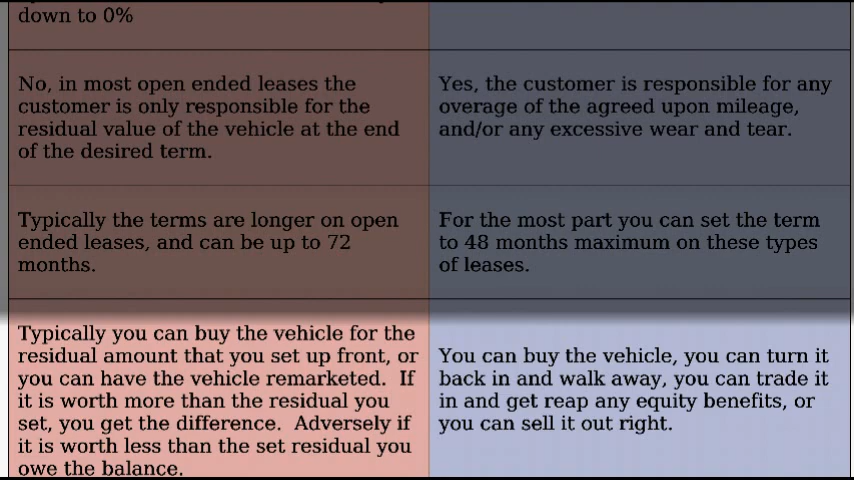 down to 0%
No, in most open ended leases the
customer is only responsible for the
residual value of the vehicle at the end
of the desired term.
Yes, the customer is responsible for any
overage of the agreed upon mileage,
and/or any excessive wear and tear.
Typically the terms are longer on open
ended leases, and can be up to 72
months.
For the most part you can set the term
to 48 months maximum on these types
of leases.
Typically you can buy the vehicle for the
residual amount that you set up front, or
you can have the vehicle remarketed.  If
it is worth more than the residual you
set, you get the difference.  Adversely if
it is worth less than the set residual you
owe the balance.
You can buy the vehicle, you can turn it
back in and walk away, you can trade it
in and get reap any equity benefits, or
you can sell it out right.